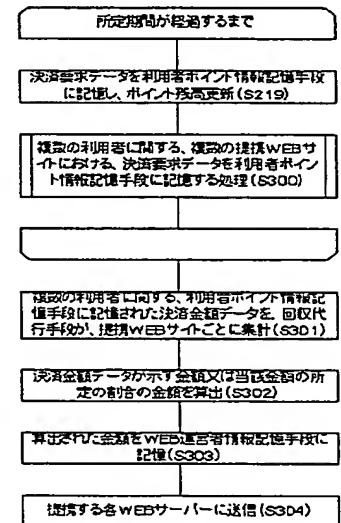 所定期間が経過するまで
決済要求データを利用者ポイント情報記憶手段
に記憶し、ポイント残高更新(S219)
複数の利用者に関する、複数の提携WEBサ
イトにおける、決済要求データを利用者ポイン
ト情報記憶手段に記憶する処理(S300)
複数の利用者に関する、利用者ポイント情報記
憶手段に記憶された決済金額データを、回収代
行手段が、提携WEBサイトごとに集計(S301)
決済金額データが示す金額又は当該金額の所
定の割合の金額を算出(S302)
算出された金額をWEB運営者情報記憶手段に
記憶(S303)
提携する各WEBサーバーに送信(S304)